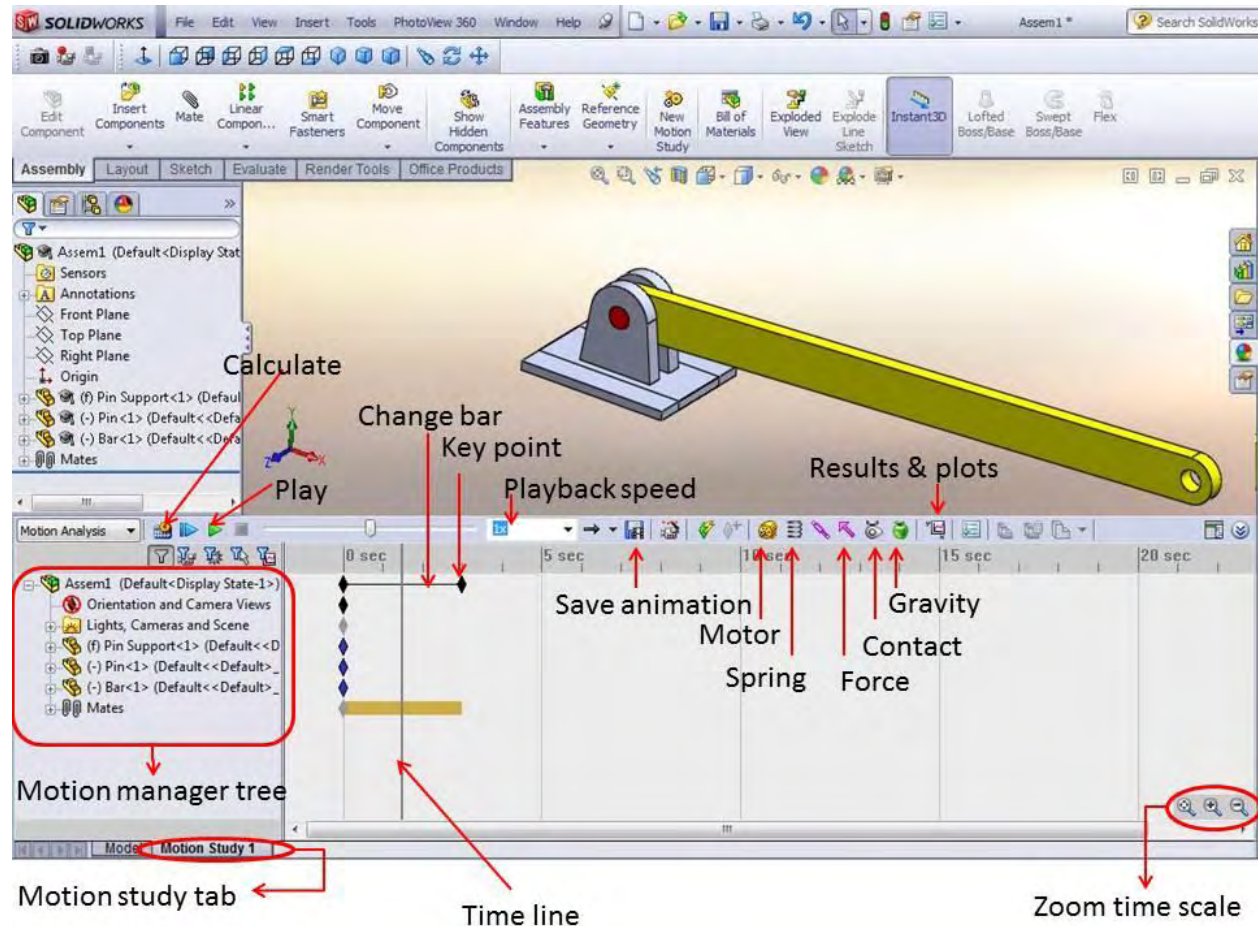 SOLIDWORKS File Edit View Insert Tools PhotoView 360 Window Help Assem1 * Search SolidWorks
Edit Component
Insert Components
Mate
Linear Compon...
Smart Fasteners
Move Component
Show Hidden Components
Assembly Features
Reference Geometry
New Motion Study
Bill of Materials
Exploded View
Explode Line Sketch
Instant3D
Lofted Boss/Base
Swept Boss/Base
Flex
Assembly Layout Sketch Evaluate Render Tools Office Products
Assem1 (Default<Display Stat
Sensors
A Annotations
Front Plane
Top Plane
Right Plane
Origin
(f) Pin Support<1> (Defaul
(-) Pin<1> (Default<<Defa
(-) Bar<1> (Default<<Defa
Mates
Calculate
Change bar
Key point
Play
Playback speed
Results & plots
Y
Z
X
Motion Analysis
1x
0 sec 5 sec 10 sec 15 sec 20 sec
Assem1 (Default<Display State-1>)
Orientation and Camera Views
Lights, Cameras and Scene
(f) Pin Support<1> (Default<<D
(-) Pin<1> (Default<<Default>_
(-) Bar<1> (Default<<Default>_
Mates
Save animation
Motor
Spring
Force
Contact
Gravity
Motion manager tree
Model Motion Study 1
Motion study tab
Time line
Zoom time scale